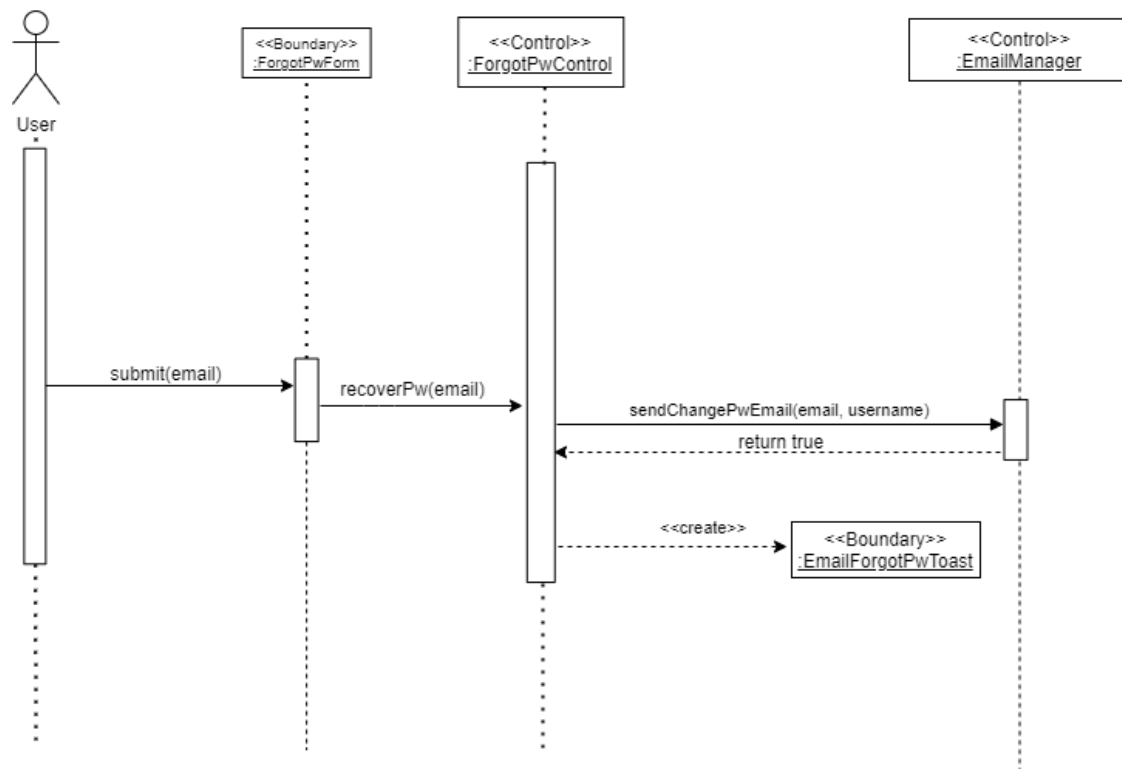 <<Boundary>>
:ForgotPwForm
<<Control>>
:ForgotPwControl
<<Control>>
:EmailManager
User
submit(email)
recoverPw(email)
sendChangePwEmail(email, username)
return true
<<create>>
<<Boundary>>
:EmailForgotPwToast